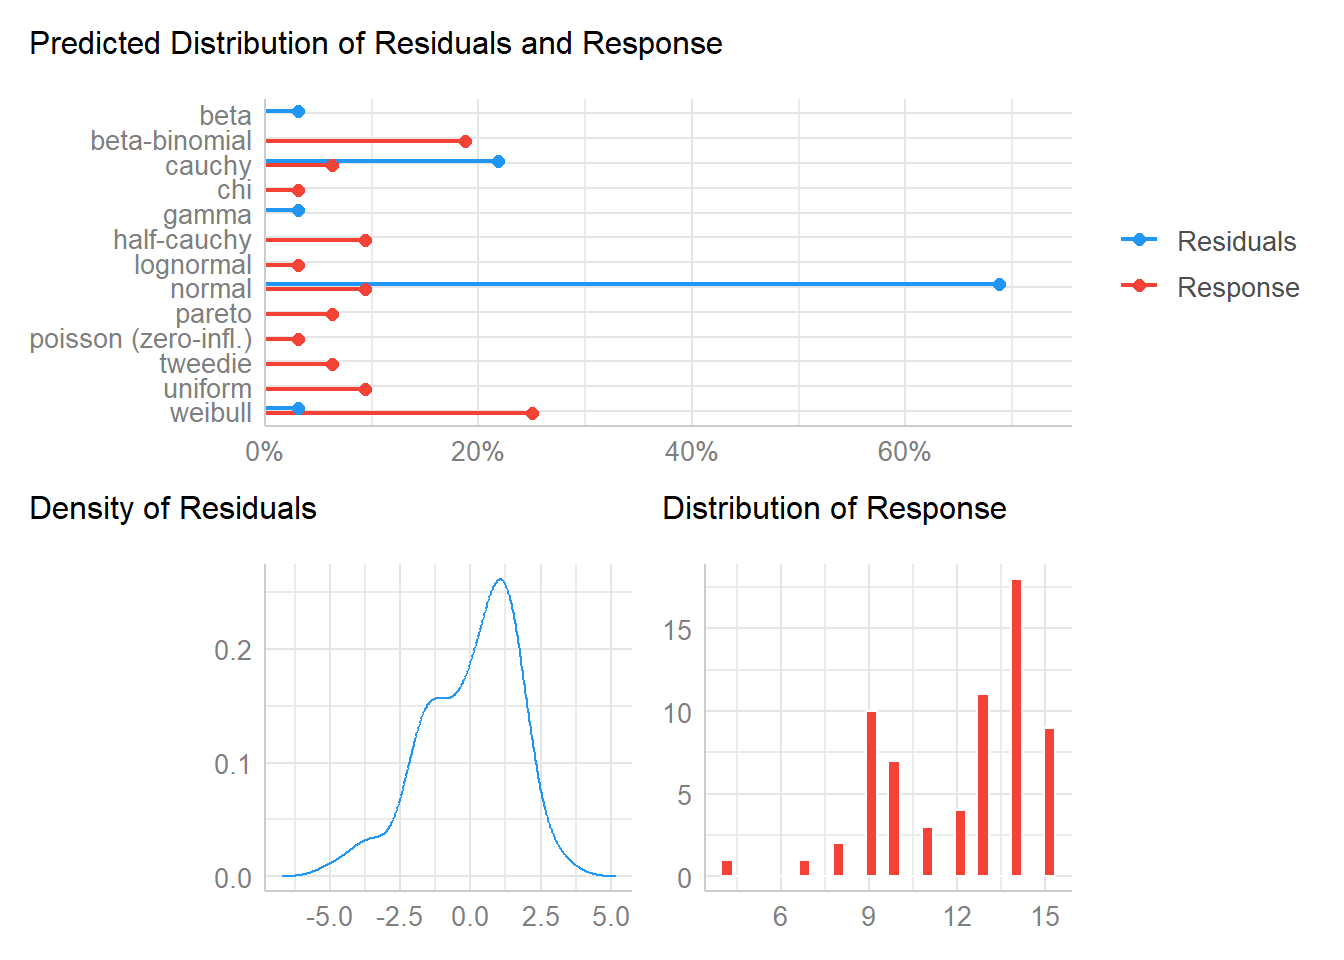 Predicted Distribution of Residuals and Response
beta
beta-binomial
cauchy
chi
gamma
half-cauchy
lognormal
normal
pareto
poisson (zero-infl.)
tweedie
uniform
weibull
0% 20% 40% 60%
Residuals
Response
Density of Residuals
0.2
0.1
0.0
-5.0 -2.5 0.0 2.5 5.0
Distribution of Response
15
10
5
0
6 9 12 15